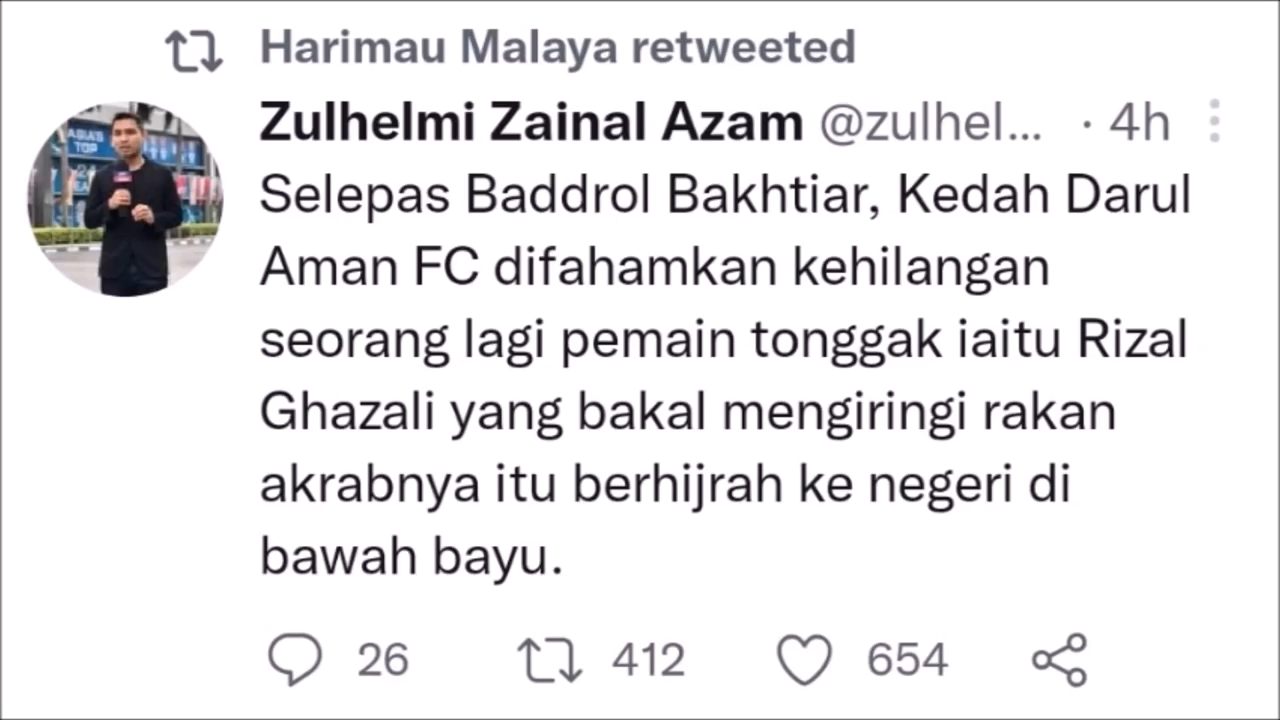 Harimau Malaya retweeted
Zulhelmi Zainal Azam @zulhel... · 4h
Selepas Baddrol Bakhtiar, Kedah Darul
Aman FC difahamkan kehilangan
seorang lagi pemain tonggak iaitu Rizal
Ghazali yang bakal mengiringi rakan
akrabnya itu berhijrah ke negeri di
bawah bayu.
26 412 654
ASIA'S
TOP